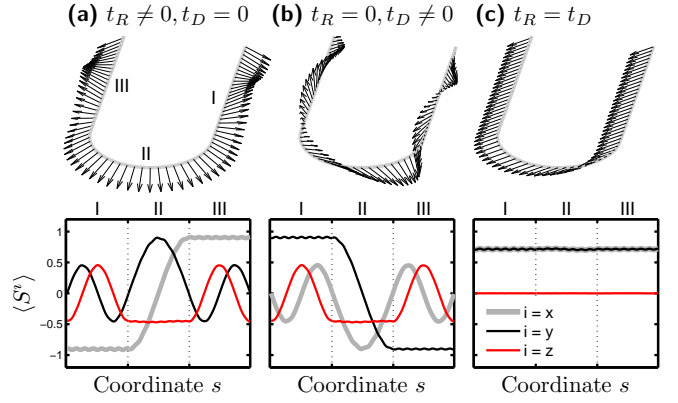 (a) t_R ≠ 0, t_D = 0
(b) t_R = 0, t_D ≠ 0
(c) t_R = t_D
III
I
II
I II III
I II III
I II III
1
0.5
0
−0.5
−1
⟨Sⁱ⟩
i = x
i = y
i = z
Coordinate s
Coordinate s
Coordinate s